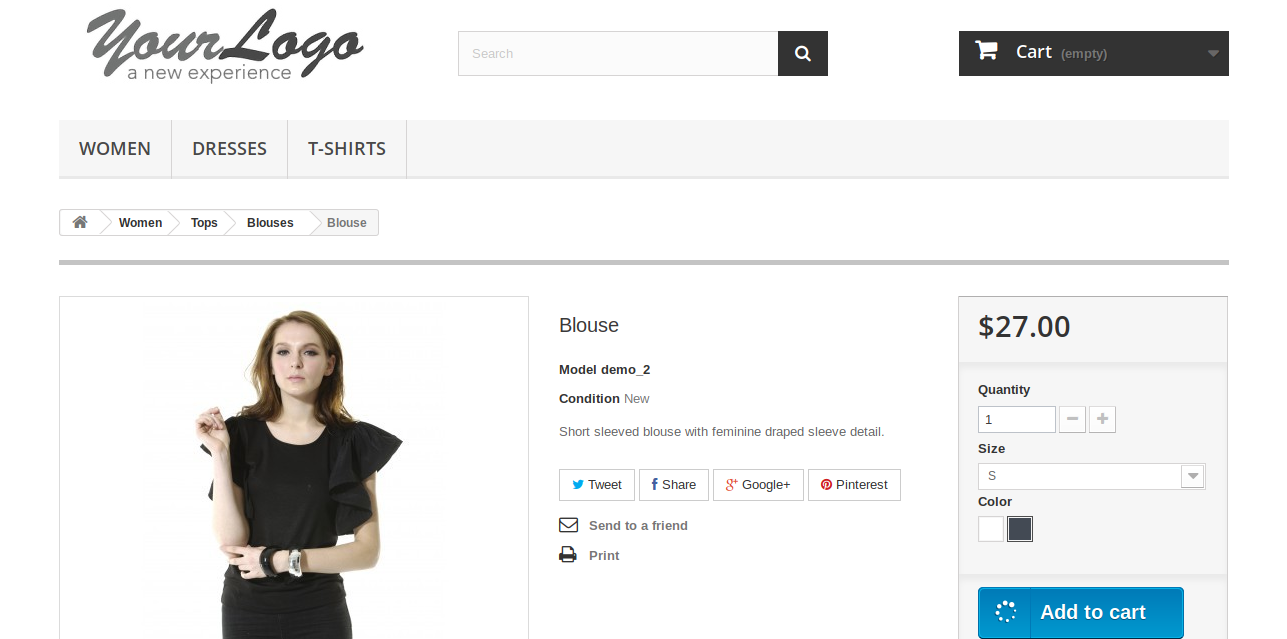 YourLogo
a new experience
Search
Cart (empty)
WOMEN
DRESSES
T-SHIRTS
Women
Tops
Blouses
Blouse
Blouse
Model demo_2
Condition New
Short sleeved blouse with feminine draped sleeve detail.
Tweet
Share
Google+
Pinterest
Send to a friend
Print
$27.00
Quantity
1
Size
S
Color
Add to cart